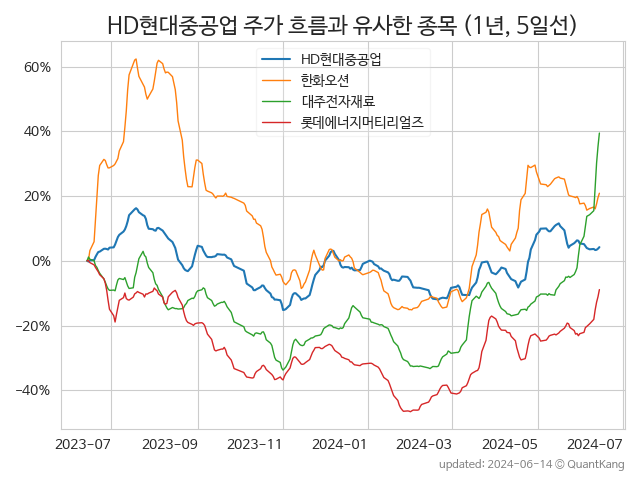 HD현대중공업 주가 흐름과 유사한 종목 (1년, 5일선)
HD현대중공업
한화오션
대주전자재료
롯데에너지머티리얼즈
60%
40%
20%
0%
−20%
−40%
2023-07
2023-09
2023-11
2024-01
2024-03
2024-05
2024-07
updated: 2024-06-14 © QuantKang